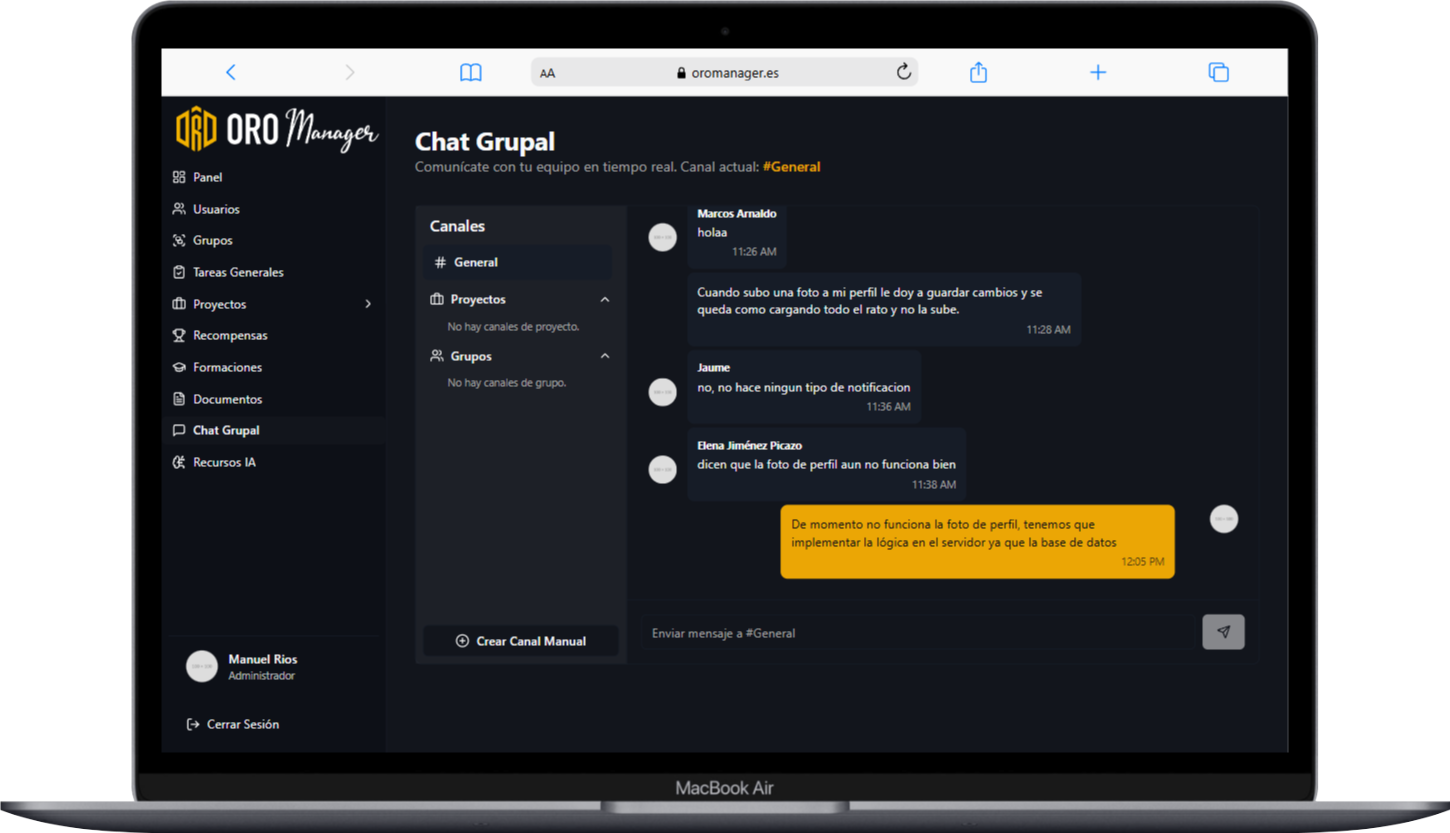 AA
oromanager.es
ORO Manager
Panel
Usuarios
Grupos
Tareas Generales
Proyectos
Recompensas
Formaciones
Documentos
Chat Grupal
Recursos IA
Manuel Rios
Administrador
Cerrar Sesión
Chat Grupal
Comunícate con tu equipo en tiempo real. Canal actual: #General
Canales
# General
Proyectos
No hay canales de proyecto.
Grupos
No hay canales de grupo.
Crear Canal Manual
Marcos Arnaldo
holaa
11:26 AM
Cuando subo una foto a mi perfil le doy a guardar cambios y se
queda como cargando todo el rato y no la sube.
11:28 AM
Jaume
no, no hace ningun tipo de notificacion
11:36 AM
Elena Jiménez Picazo
dicen que la foto de perfil aun no funciona bien
11:38 AM
De momento no funciona la foto de perfil, tenemos que
implementar la lógica en el servidor ya que la base de datos
12:05 PM
Enviar mensaje a #General
MacBook Air